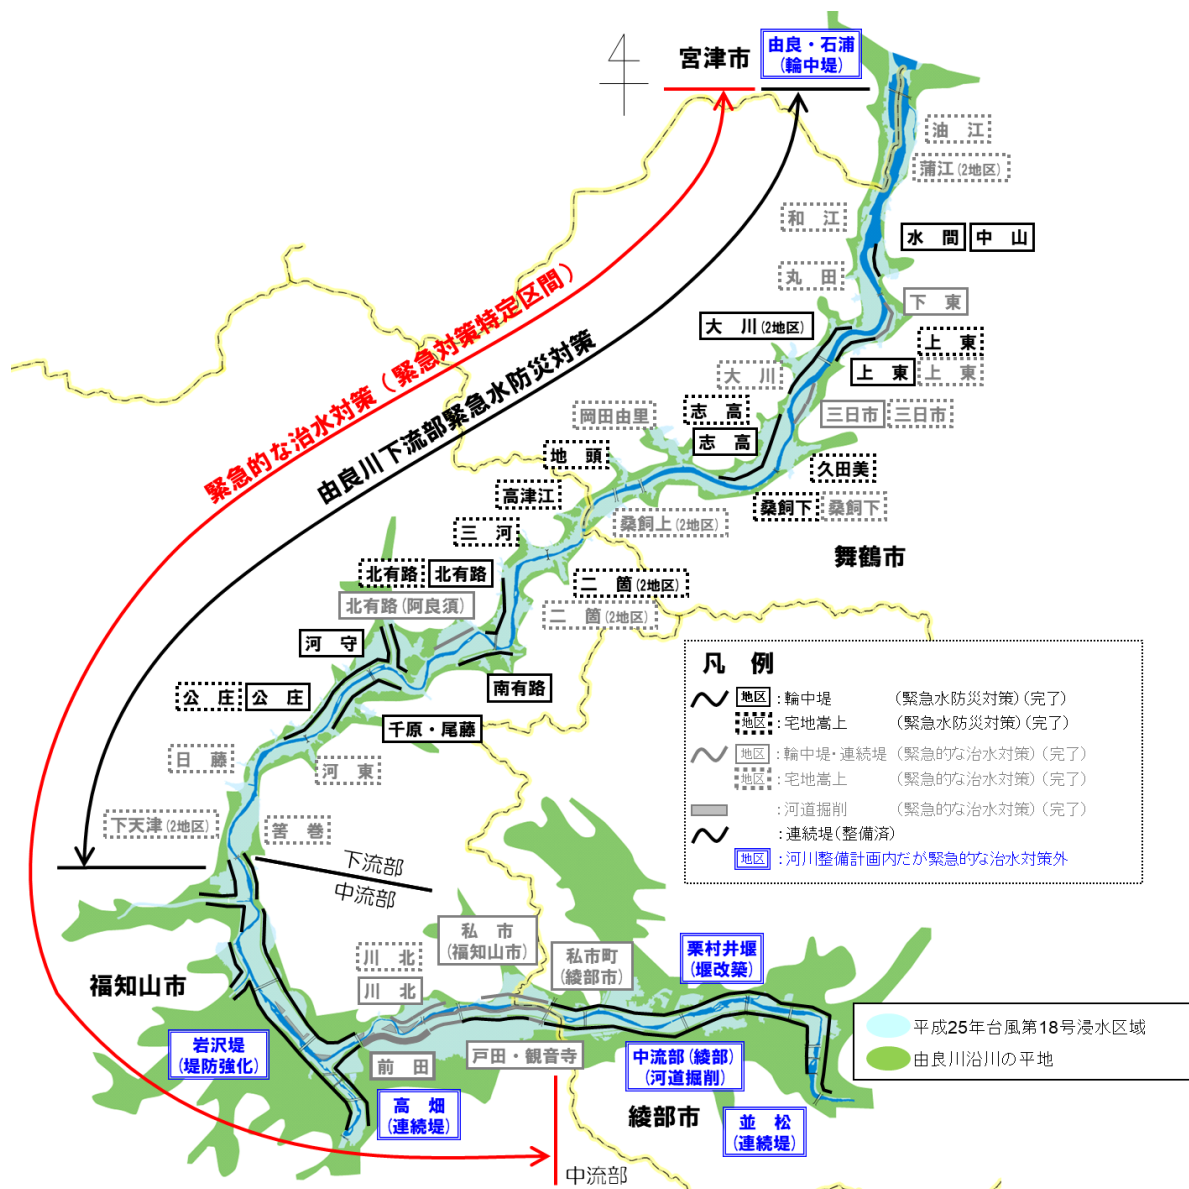 宮津市
由良・石浦
(輪中堤)
油 江
蒲江(2地区)
和 江
水 間
中 山
丸 田
下 東
大 川(2地区)
上 東
上 東
上 東
大 川
三日市
三日市
岡田由里
志 高
志 高
地 頭
久田美
高津江
桑飼下
桑飼下
桑飼上(2地区)
三 河
舞鶴市
緊急的な治水対策(緊急対策特定区間)
由良川下流部緊急水防災対策
北有路
北有路
二 箇(2地区)
北有路(阿良須)
二 箇(2地区)
河 守
公 庄
公 庄
南有路
千原・尾藤
日 藤
河 東
下天津(2地区)
筈 巻
下流部
中流部
凡 例
地区
:輪中堤 (緊急水防災対策)(完了)
地区
:宅地嵩上 (緊急水防災対策)(完了)
地区
:輪中堤・連続堤 (緊急的な治水対策)(完了)
地区
:宅地嵩上 (緊急的な治水対策)(完了)
:河道掘削 (緊急的な治水対策)(完了)
:連続堤(整備済)
地区
:河川整備計画内だが緊急的な治水対策外
私 市
(福知山市)
川 北
川 北
私市町
(綾部市)
栗村井堰
(堰改築)
福知山市
岩沢堤
(堤防強化)
前 田
戸田・観音寺
中流部(綾部)
(河道掘削)
高 畑
(連続堤)
綾部市
並 松
(連続堤)
平成25年台風第18号浸水区域
由良川沿川の平地
中流部